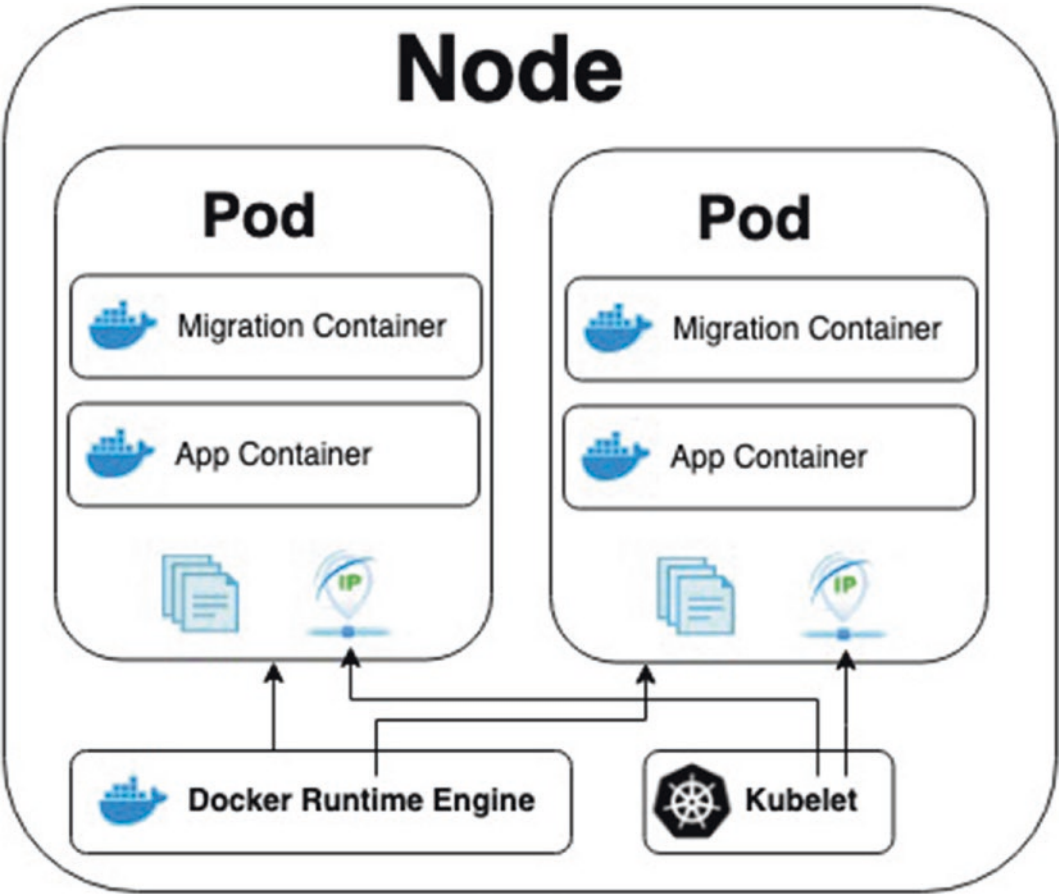 Node
Pod
Migration Container
App Container
IP
Pod
Migration Container
App Container
IP
Docker Runtime Engine
Kubelet